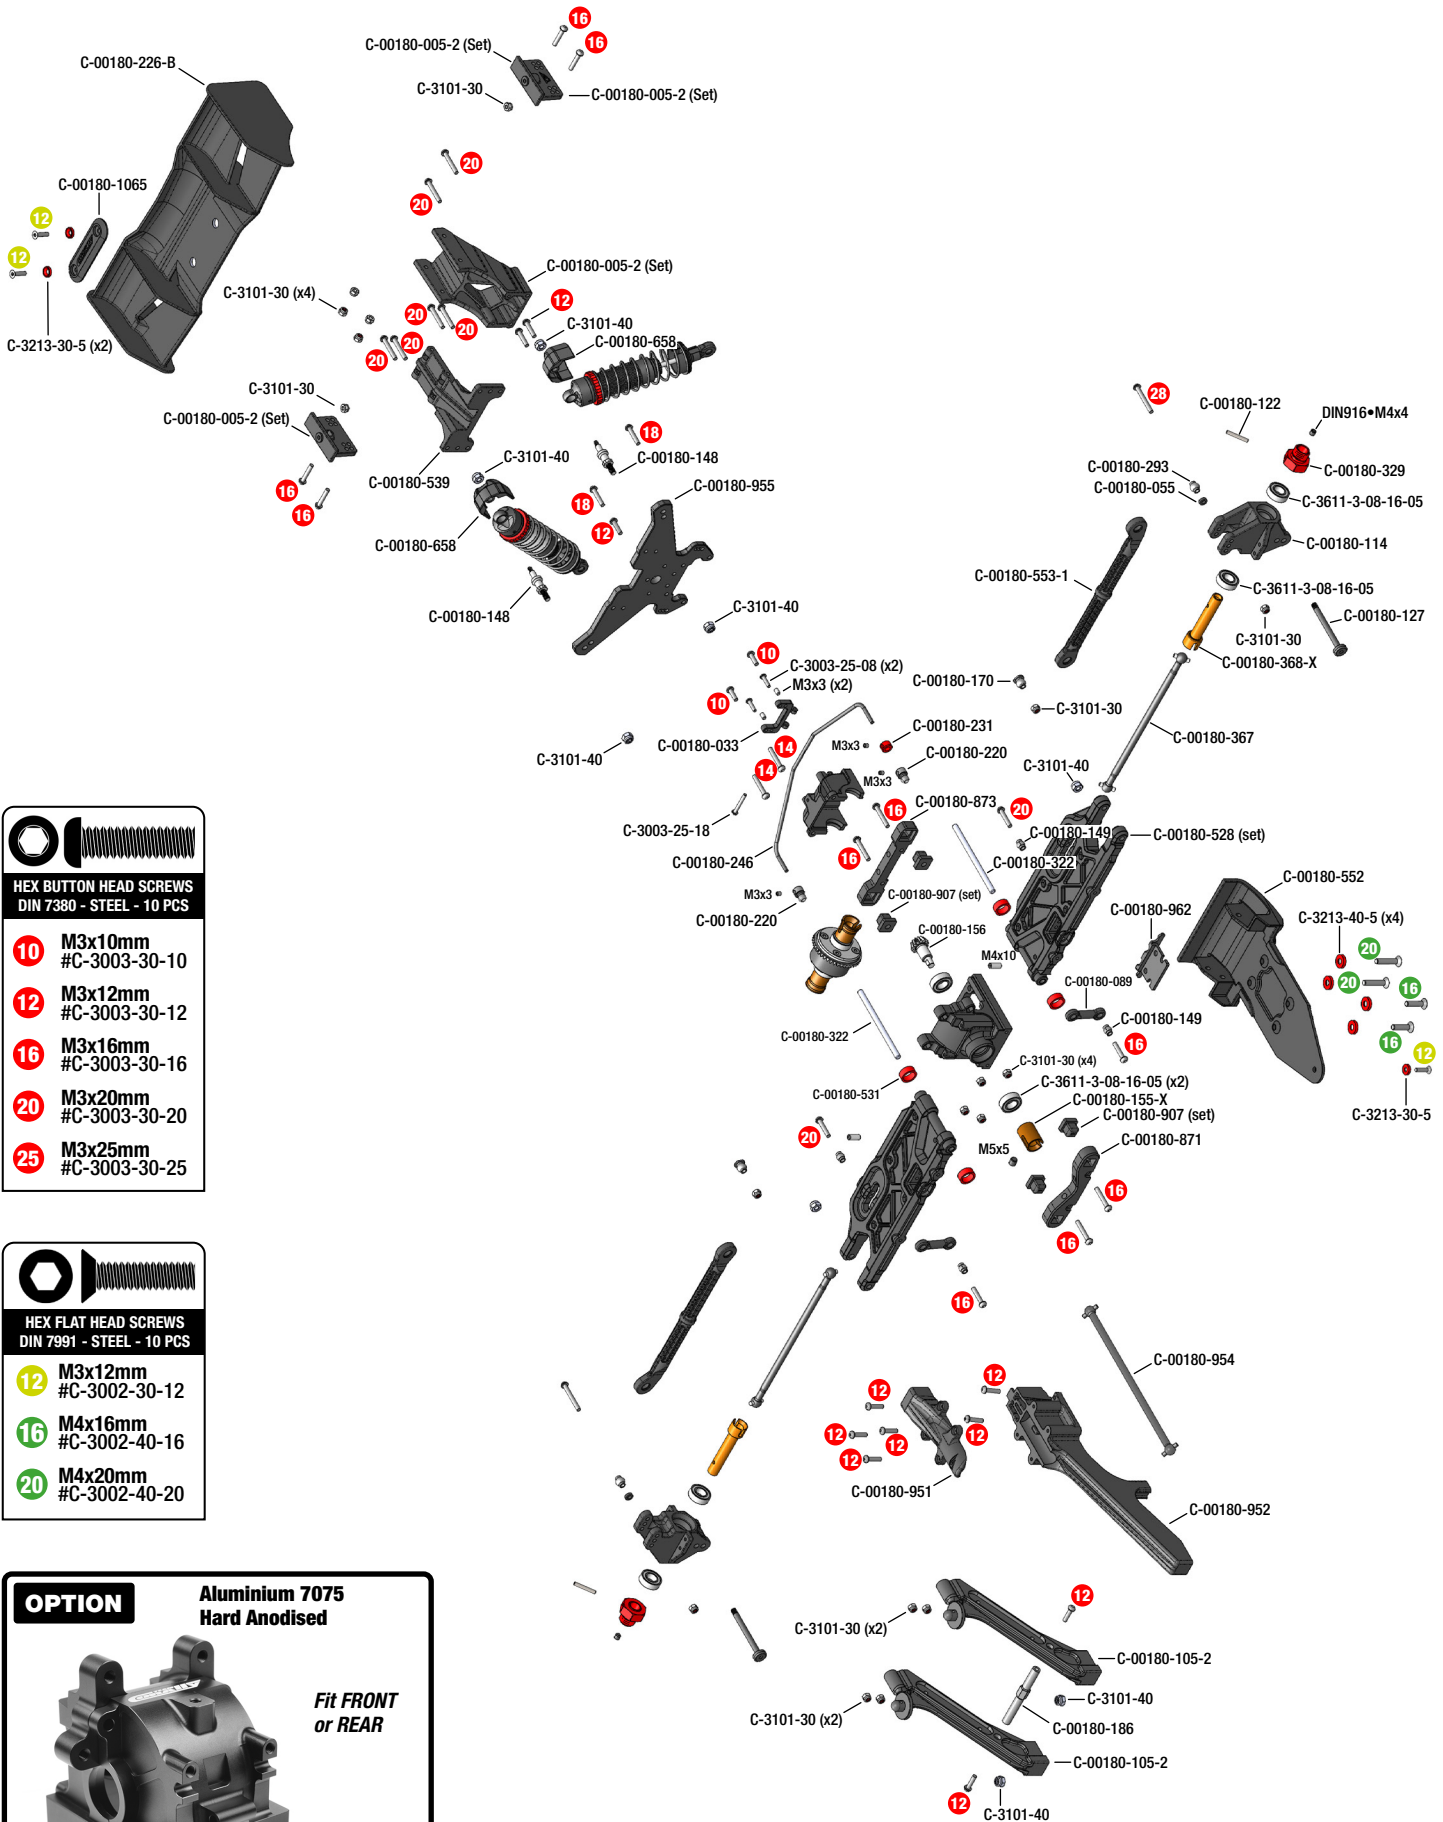 16
C-00180-005-2 (Set)
16
C-00180-226-B
C-3101-30
C-00180-005-2 (Set)
20
C-00180-1065
20
12
12
C-00180-005-2 (Set)
C-3101-30 (x4)
12
20
C-3101-40
20
C-00180-658
C-3213-30-5 (x2)
20
20
C-3101-30
28
C-00180-122
DIN916•M4x4
C-00180-005-2 (Set)
18
C-3101-40
C-00180-148
C-00180-293
C-00180-329
C-00180-539
C-00180-955
C-00180-055
16
18
C-3611-3-08-16-05
16
12
C-00180-658
C-00180-114
C-00180-553-1
C-3611-3-08-16-05
C-00180-148
C-3101-40
C-00180-127
C-3101-30
10
C-00180-368-X
C-3003-25-08 (x2)
M3x3 (x2)
C-00180-170
10
C-3101-30
C-00180-231
C-00180-367
C-00180-033
M3x3
14
C-00180-220
C-3101-40
C-3101-40
14
M3x3
C-00180-873
16
20
C-3003-25-18
C-00180-149
C-00180-528 (set)
16
C-00180-246
C-00180-322
C-00180-552
M3x3
C-00180-907 (set)
C-00180-962
C-3213-40-5 (x4)
C-00180-220
C-00180-156
20
M4x10
20
C-00180-089
16
C-00180-149
C-00180-322
16
16
12
C-3101-30 (x4)
C-3611-3-08-16-05 (x2)
C-00180-531
C-00180-155-X
C-00180-907 (set)
C-3213-30-5
20
C-00180-871
M5x5
16
16
16
HEX BUTTON HEAD SCREWS
DIN 7380 - STEEL - 10 PCS
10 M3x10mm
#C-3003-30-10
12 M3x12mm
#C-3003-30-12
16 M3x16mm
#C-3003-30-16
20 M3x20mm
#C-3003-30-20
25 M3x25mm
#C-3003-30-25
HEX FLAT HEAD SCREWS
DIN 7991 - STEEL - 10 PCS
12 M3x12mm
#C-3002-30-12
16 M4x16mm
#C-3002-40-16
20 M4x20mm
#C-3002-40-20
C-00180-954
12
12
12
12
12
12
C-00180-951
C-00180-952
OPTION
Aluminium 7075
Hard Anodised
Fit FRONT
or REAR
12
C-3101-30 (x2)
C-00180-105-2
C-3101-40
C-3101-30 (x2)
C-00180-186
C-00180-105-2
12
C-3101-40